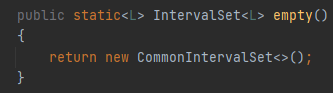 public static<L> IntervalSet<L> empty()
{
    return new CommonIntervalSet<>();
}